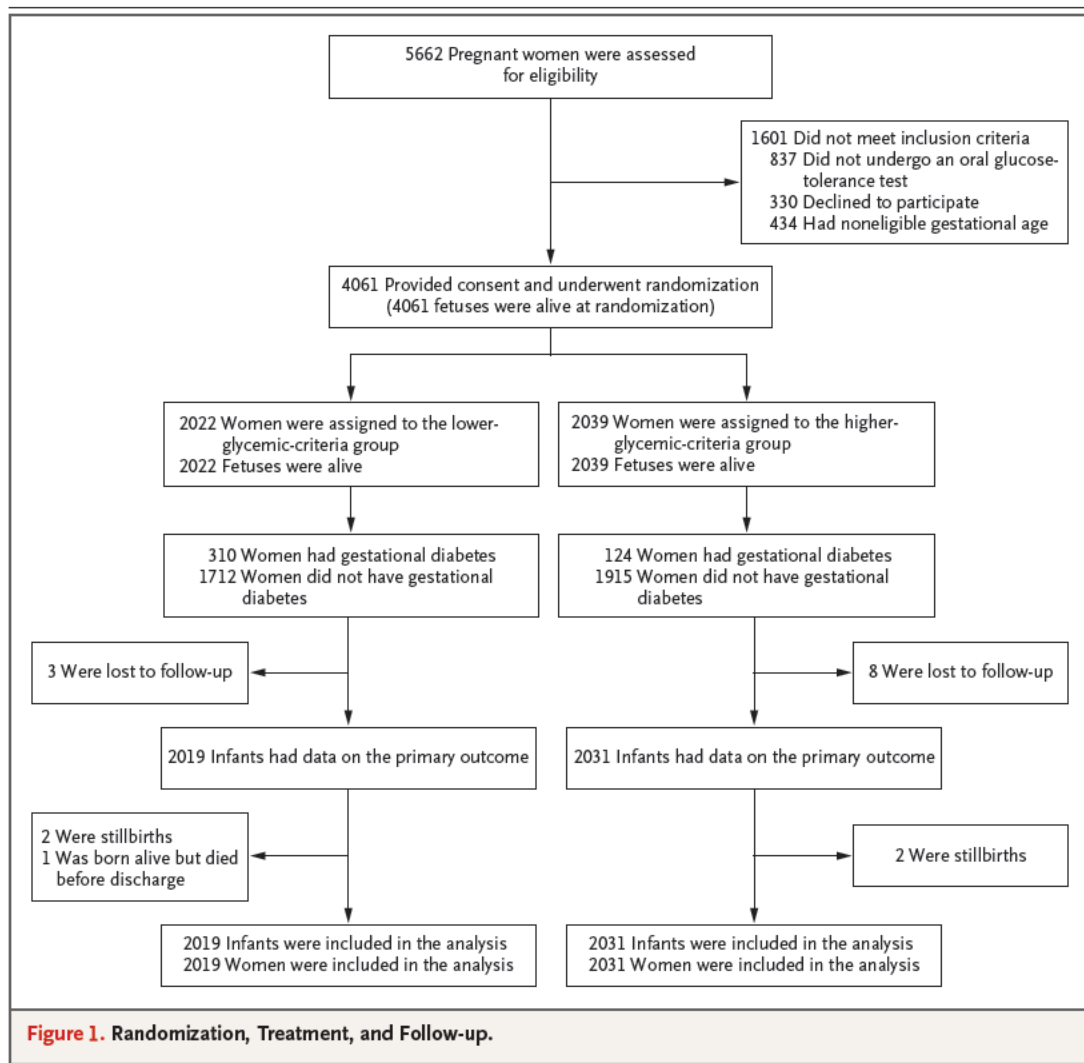 5662 Pregnant women were assessed
for eligibility
1601 Did not meet inclusion criteria
837 Did not undergo an oral glucose-
tolerance test
330 Declined to participate
434 Had noneligible gestational age
4061 Provided consent and underwent randomization
(4061 fetuses were alive at randomization)
2022 Women were assigned to the lower-
glycemic-criteria group
2022 Fetuses were alive
2039 Women were assigned to the higher-
glycemic-criteria group
2039 Fetuses were alive
310 Women had gestational diabetes
1712 Women did not have gestational
diabetes
124 Women had gestational diabetes
1915 Women did not have gestational
diabetes
3 Were lost to follow-up
8 Were lost to follow-up
2019 Infants had data on the primary outcome
2031 Infants had data on the primary outcome
2 Were stillbirths
1 Was born alive but died
before discharge
2 Were stillbirths
2019 Infants were included in the analysis
2019 Women were included in the analysis
2031 Infants were included in the analysis
2031 Women were included in the analysis
Figure 1. Randomization, Treatment, and Follow-up.